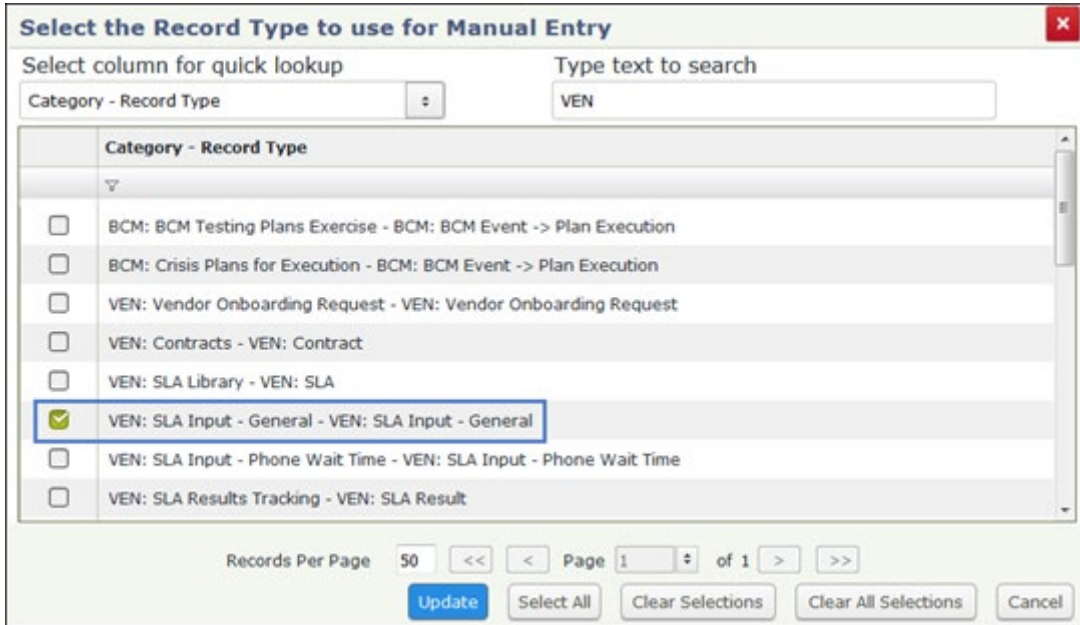 Select the Record Type to use for Manual Entry
Select column for quick lookup Type text to search
Category - Record Type VEN
Category - Record Type
BCM: BCM Testing Plans Exercise - BCM: BCM Event -> Plan Execution
BCM: Crisis Plans for Execution - BCM: BCM Event -> Plan Execution
VEN: Vendor Onboarding Request - VEN: Vendor Onboarding Request
VEN: Contracts - VEN: Contract
VEN: SLA Library - VEN: SLA
VEN: SLA Input - General - VEN: SLA Input - General
VEN: SLA Input - Phone Wait Time - VEN: SLA Input - Phone Wait Time
VEN: SLA Results Tracking - VEN: SLA Result
Records Per Page 50 << < Page 1 of 1 > >>
Update Select All Clear Selections Clear All Selections Cancel